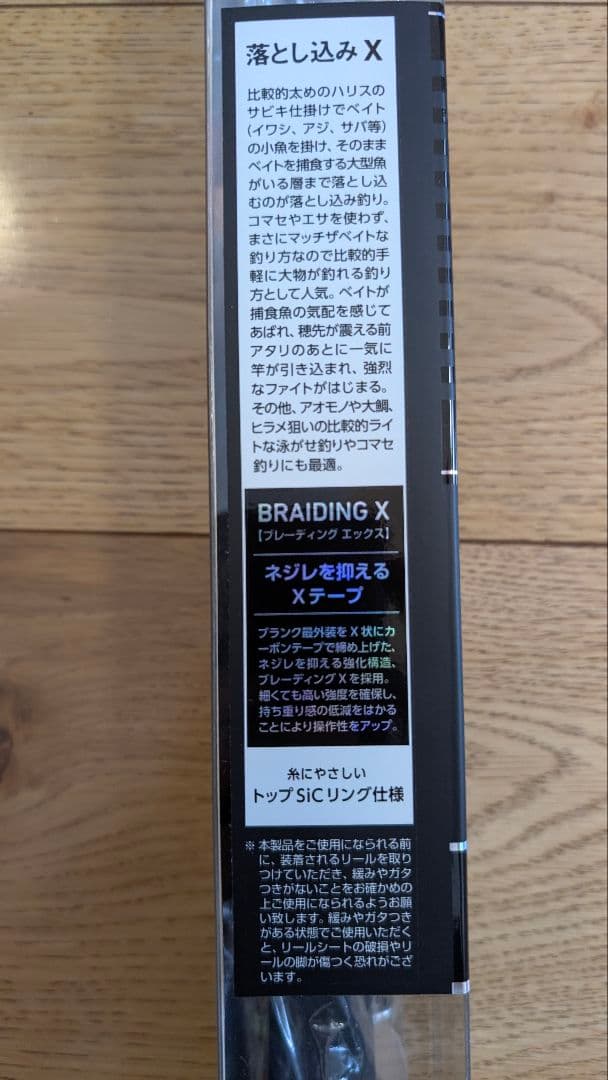 落とし込み X
比較的太めのハリスの
サビキ仕掛けでベイト
(イワシ、アジ、サバ等)
の小魚を掛け、そのまま
ベイトを捕食する大型魚
がいる層まで落とし込
むのが落とし込み釣り。
コマセやエサを使わず、
まさにマッチザベイトな
釣り方なので比較的手
軽に大物が釣れる釣り
方として人気。ベイトが
捕食魚の気配を感じて
あばれ、穂先が震える前
アタリのあとに一気に
竿が引き込まれ、強烈
なファイトがはじまる。
その他、アオモノや大鯛、
ヒラメ狙いの比較的ライ
トな泳がせ釣りやコマセ
釣りにも最適。
BRAIDING X
【ブレーディング エックス】
ネジレを抑える
Xテープ
ブランク最外装をX状にカ
ーボンテープで締め上げた、
ネジレを抑える強化構造、
ブレーディングXを採用。
細くても高い強度を確保し、
持ち重り感の低減をはかる
ことにより操作性をアップ。
糸にやさしい
トップSiCリング仕様
※本製品をご使用になられる前
に、装着されるリールを取り
つけていただき、緩みやガタ
つきがないことをお確かめの
上ご使用になられるようお願
い致します。緩みやガタつき
がある状態でご使用いただく
と、リールシートの破損やリ
ールの脚が傷つく恐れがござ
います。